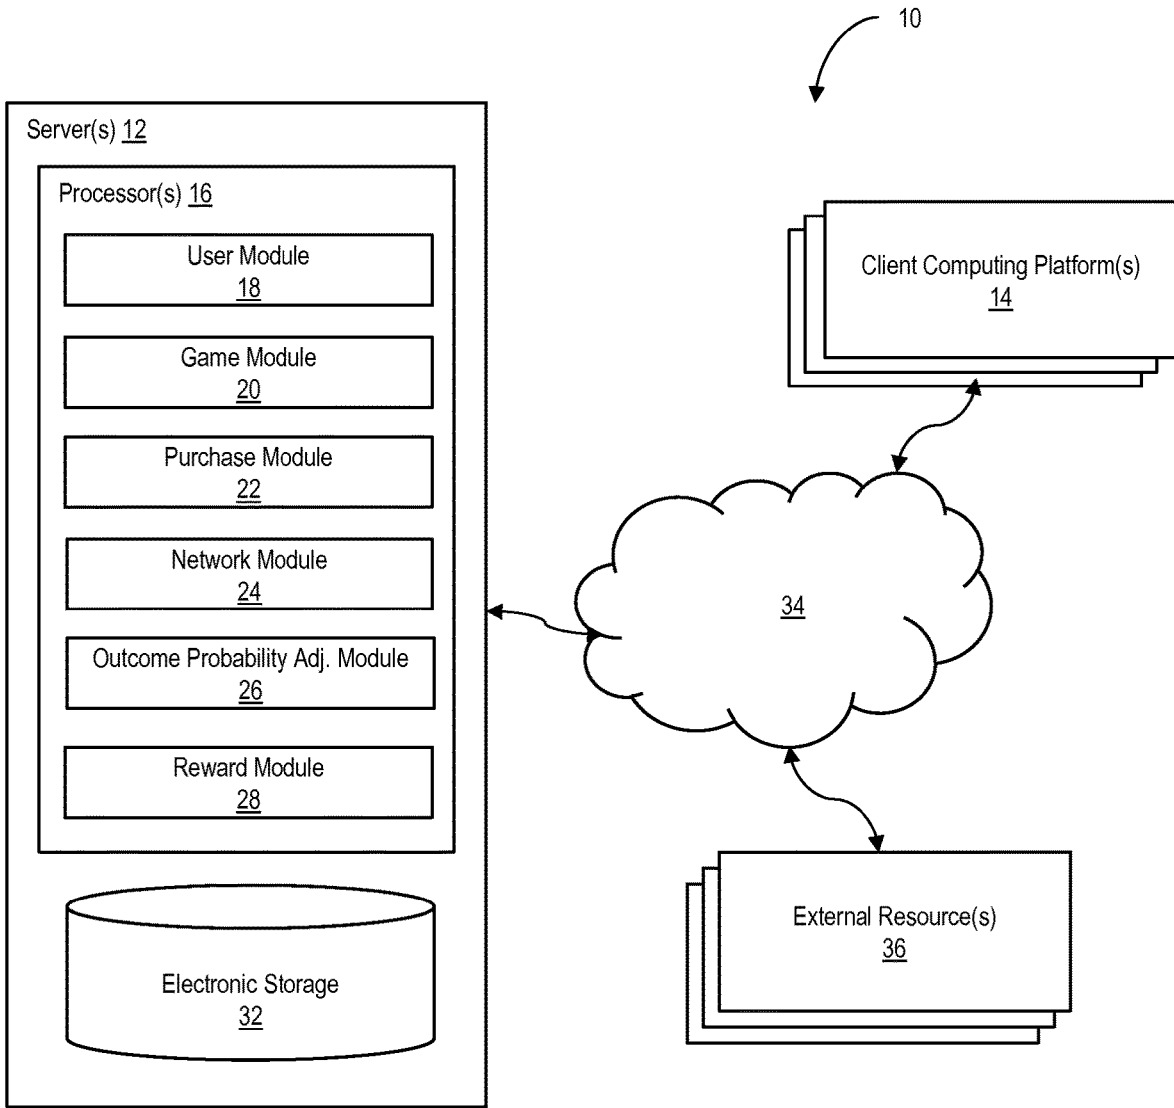 10
Server(s) 12
Processor(s) 16
User Module
18
Game Module
20
Purchase Module
22
Network Module
24
Outcome Probability Adj. Module
26
Reward Module
28
Electronic Storage
32
Client Computing Platform(s)
14
34
External Resource(s)
36